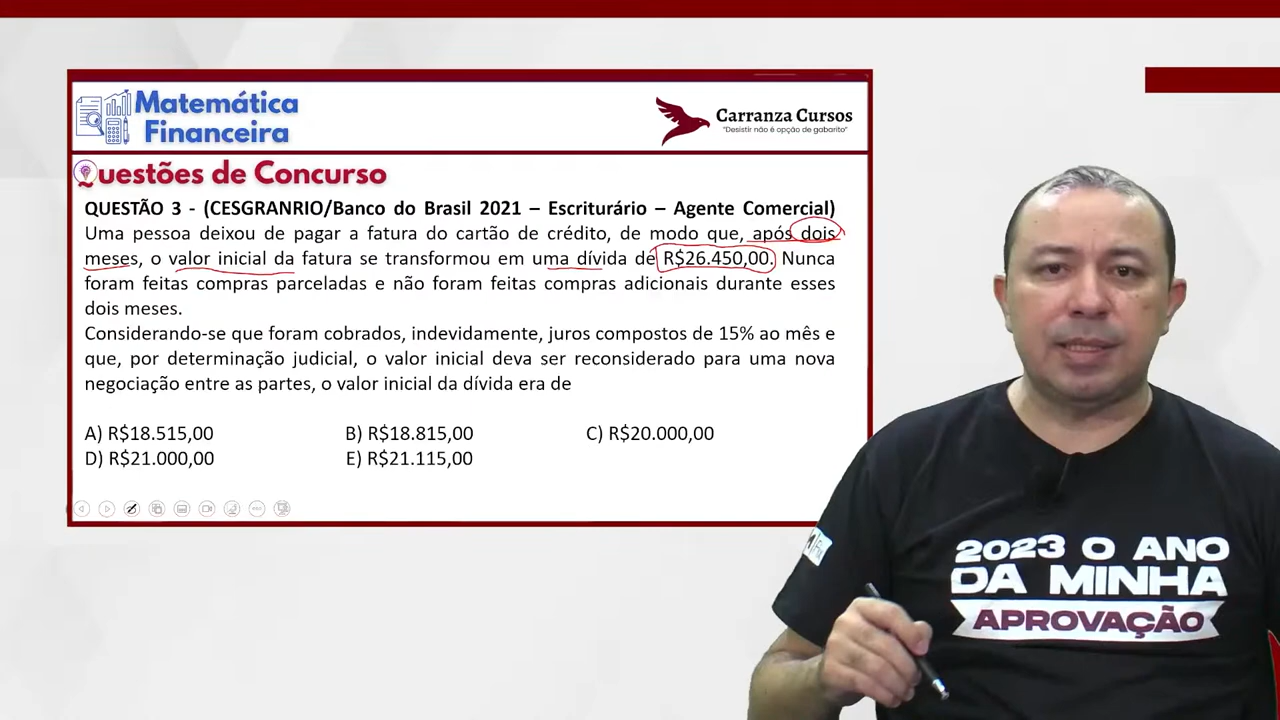 Matemática
Financeira
Carranza Cursos
"Desistir não é opção de gabarito"
Questões de Concurso
QUESTÃO 3 - (CESGRANRIO/Banco do Brasil 2021 – Escriturário – Agente Comercial)
Uma pessoa deixou de pagar a fatura do cartão de crédito, de modo que, após dois
meses, o valor inicial da fatura se transformou em uma dívida de R$26.450,00. Nunca
foram feitas compras parceladas e não foram feitas compras adicionais durante esses
dois meses.
Considerando-se que foram cobrados, indevidamente, juros compostos de 15% ao mês e
que, por determinação judicial, o valor inicial deva ser reconsiderado para uma nova
negociação entre as partes, o valor inicial da dívida era de
A) R$18.515,00 B) R$18.815,00 C) R$20.000,00
D) R$21.000,00 E) R$21.115,00
2023 O ANO
DA MINHA
APROVAÇÃO